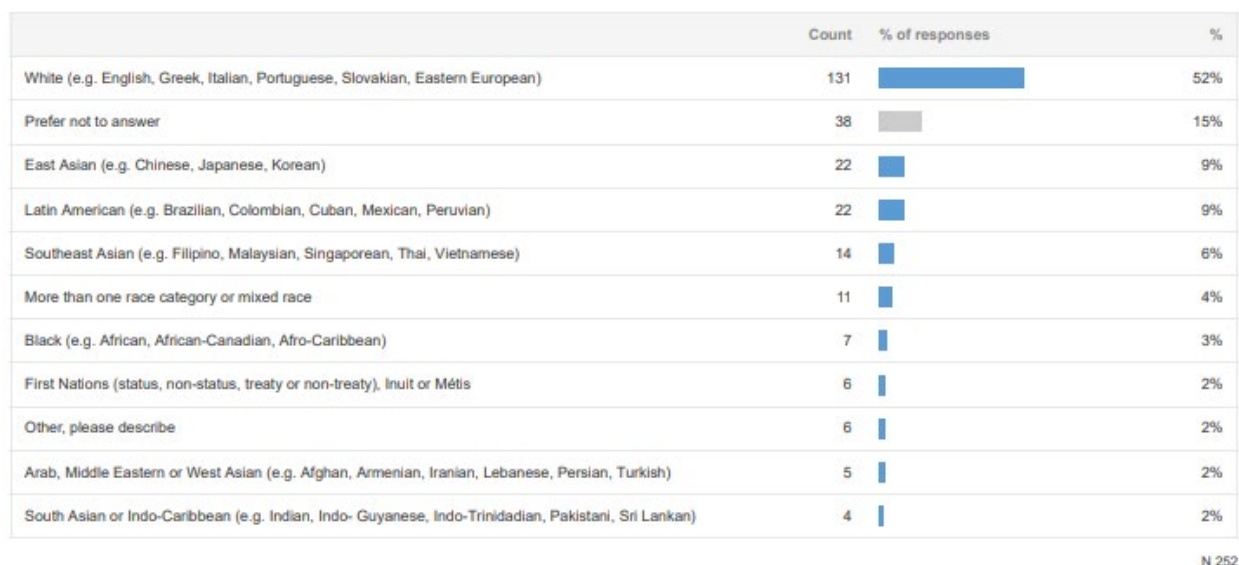 Count % of responses %
White (e.g. English, Greek, Italian, Portuguese, Slovakian, Eastern European) 131 52%
Prefer not to answer 38 15%
East Asian (e.g. Chinese, Japanese, Korean) 22 9%
Latin American (e.g. Brazilian, Colombian, Cuban, Mexican, Peruvian) 22 9%
Southeast Asian (e.g. Filipino, Malaysian, Singaporean, Thai, Vietnamese) 14 6%
More than one race category or mixed race 11 4%
Black (e.g. African, African-Canadian, Afro-Caribbean) 7 3%
First Nations (status, non-status, treaty or non-treaty), Inuit or Métis 6 2%
Other, please describe 6 2%
Arab, Middle Eastern or West Asian (e.g. Afghan, Armenian, Iranian, Lebanese, Persian, Turkish) 5 2%
South Asian or Indo-Caribbean (e.g. Indian, Indo- Guyanese, Indo-Trinidadian, Pakistani, Sri Lankan) 4 2%
N 252